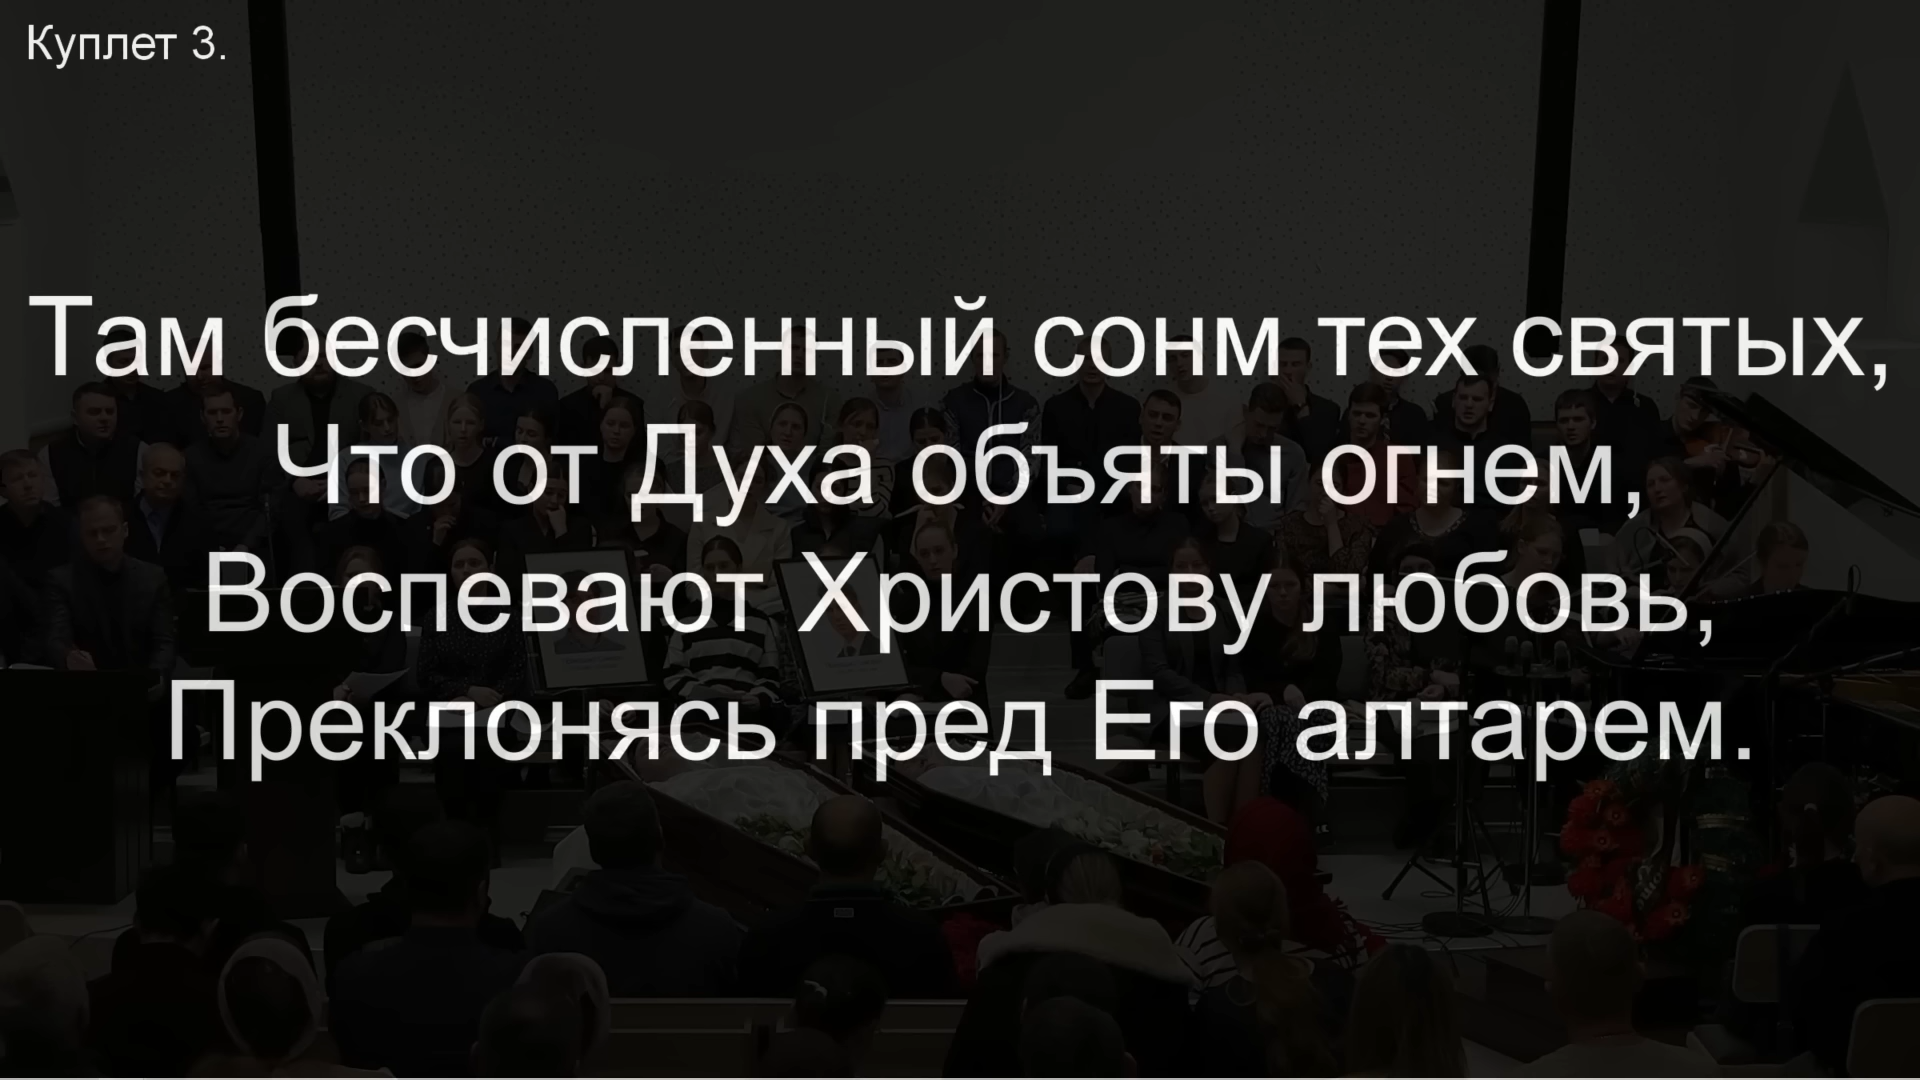 Куплет 3.
Там бесчисленный сонм тех святых,
Что от Духа объяты огнем,
Воспевают Христову любовь,
Преклонясь пред Его алтарем.